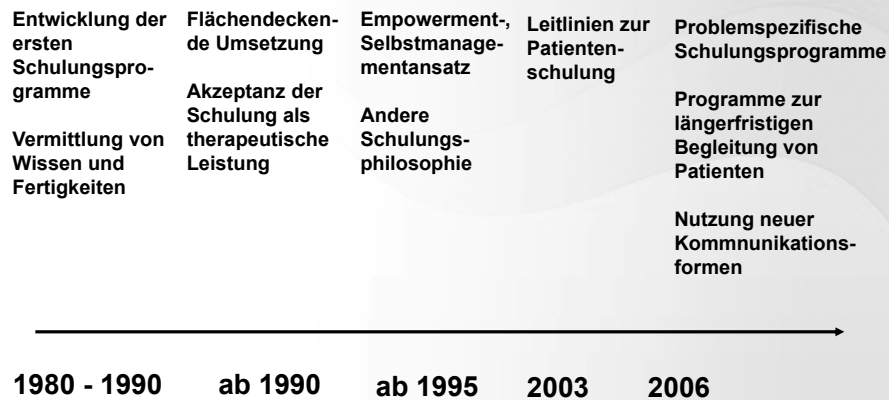 Entwicklung der
ersten
Schulungspro-
gramme
Vermittlung von
Wissen und
Fertigkeiten
Flächendecken-
de Umsetzung
Akzeptanz der
Schulung als
therapeutische
Leistung
Empowerment-,
Selbstmanage-
mentansatz
Andere
Schulungs-
philosophie
Leitlinien zur
Patienten-
schulung
Problemspezifische
Schulungsprogramme
Programme zur
längerfristigen
Begleitung von
Patienten
Nutzung neuer
Kommnunikations-
formen
1980 - 1990
ab 1990
ab 1995
2003
2006